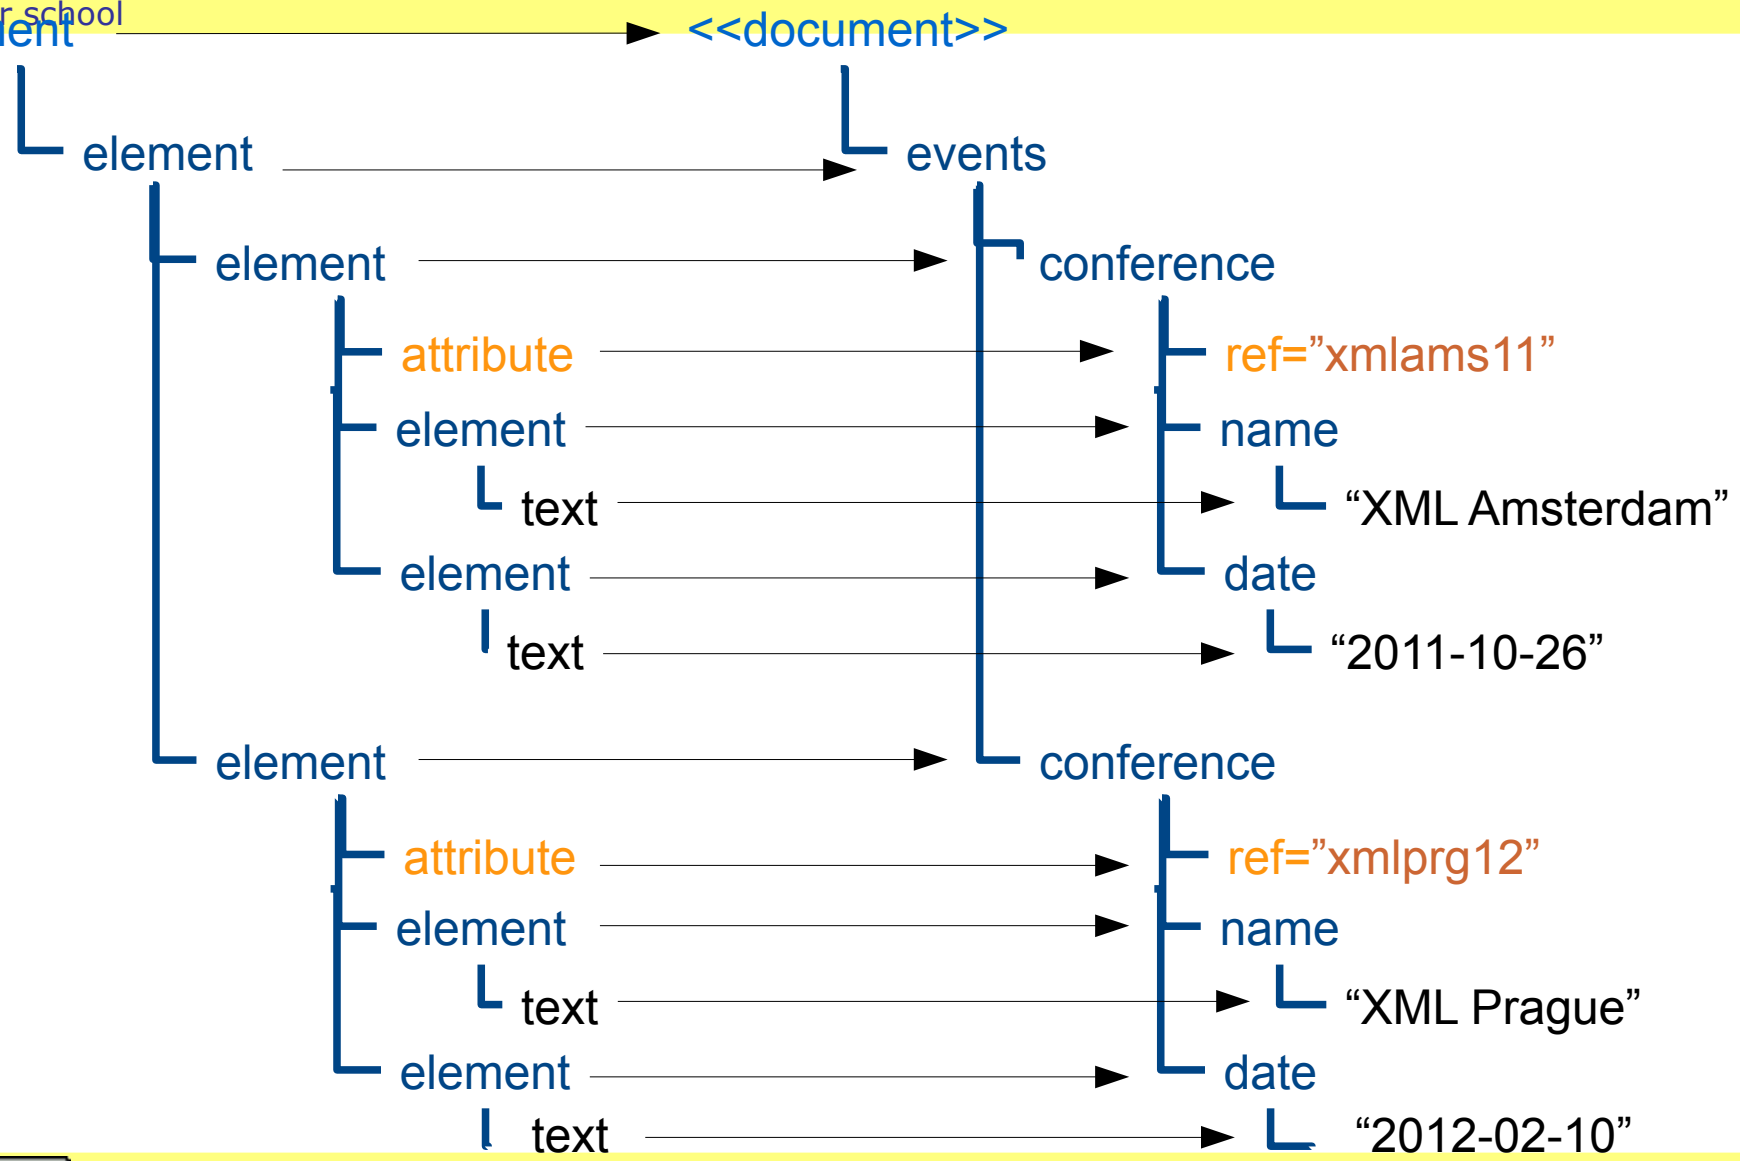 school
<<document>>
element events
element conference
attribute ref=”xmlams11”
element name
text “XML Amsterdam”
element date
text “2011-10-26”
element conference
attribute ref=”xmlprg12”
element name
text “XML Prague”
element date
text “2012-02-10”